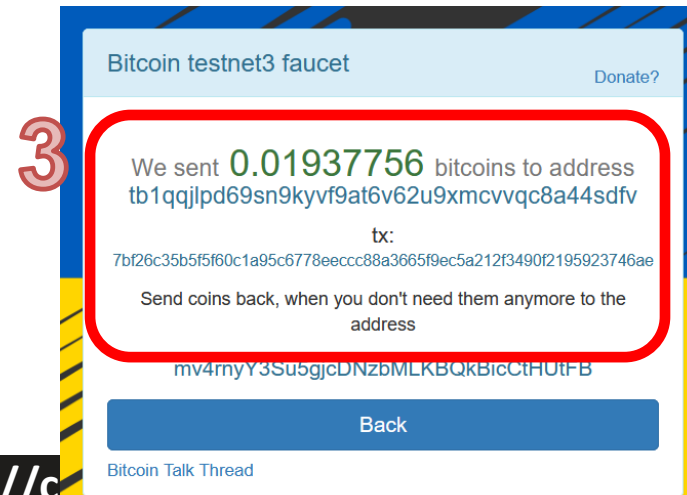 Bitcoin testnet3 faucet
Donate?
3
We sent 0.01937756 bitcoins to address
tb1qqjlpd69sn9kyvf9at6v62u9xmcvvqc8a44sdfv
tx:
7bf26c35b5f5f60c1a95c6778eeccc88a3665f9ec5a212f3490f2195923746ae
Send coins back, when you don't need them anymore to the
address
mv4rnyY3Su5gjcDNzbMLKBQkBicCtHUtFB
Back
Bitcoin Talk Thread
//c